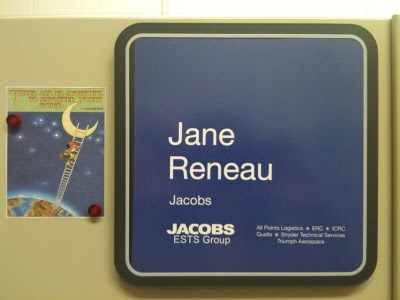 Jane
Reneau
Jacobs
JACOBS
ESTS Group
All Points Logistics ★ ERC ★ ICRC
Qualis ★ Snyder Technical Services
Triumph Aerospace